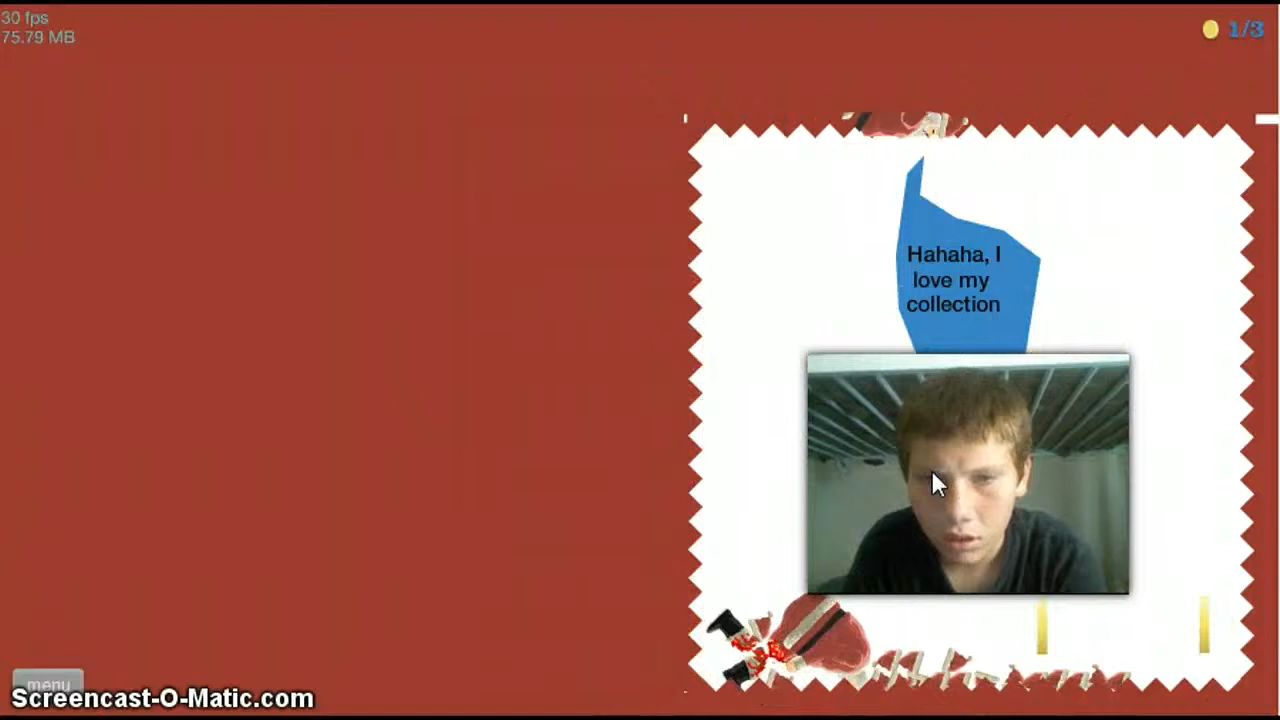 30 fps
75.79 MB
1/3
Hahaha, I
love my
collection
menu
Screencast-O-Matic.com